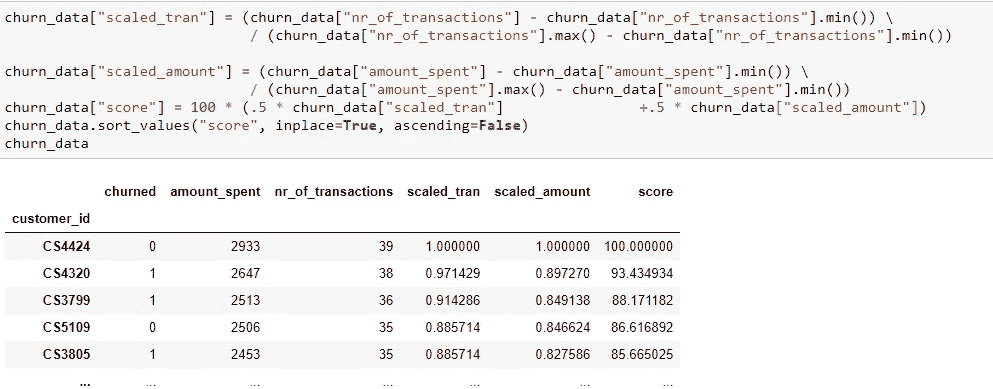 churn_data["scaled_tran"] = (churn_data["nr_of_transactions"] - churn_data["nr_of_transactions"].min()) \
/ (churn_data["nr_of_transactions"].max() - churn_data["nr_of_transactions"].min())
churn_data["scaled_amount"] = (churn_data["amount_spent"] - churn_data["amount_spent"].min()) \
/ (churn_data["amount_spent"].max() - churn_data["amount_spent"].min())
churn_data["score"] = 100 * (.5 * churn_data["scaled_tran"] +.5 * churn_data["scaled_amount"])
churn_data.sort_values("score", inplace=True, ascending=False)
churn_data
churned amount_spent nr_of_transactions scaled_tran scaled_amount score
customer_id
CS4424 0 2933 39 1.000000 1.000000 100.000000
CS4320 1 2647 38 0.971429 0.897270 93.434934
CS3799 1 2513 36 0.914286 0.849138 88.171182
CS5109 0 2506 35 0.885714 0.846624 86.616892
CS3805 1 2453 35 0.885714 0.827586 85.665025
... ... ... ... ... ... ...